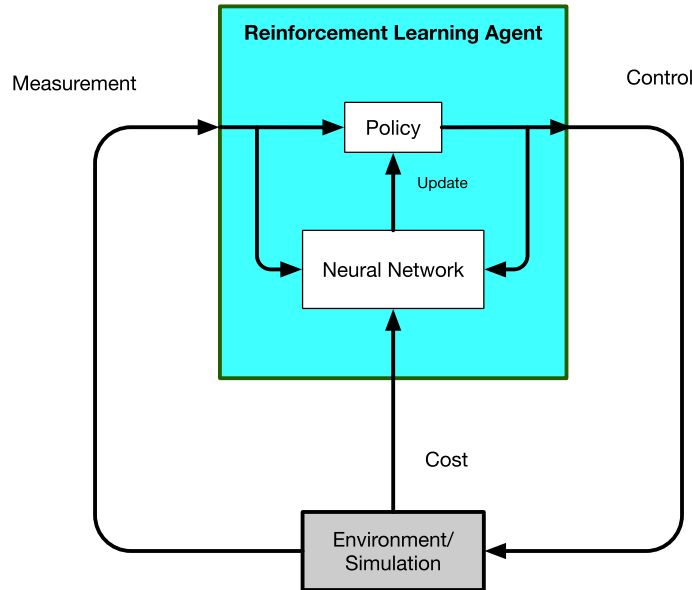 Reinforcement Learning Agent
Measurement
Control
Policy
Update
Neural Network
Cost
Environment/
Simulation